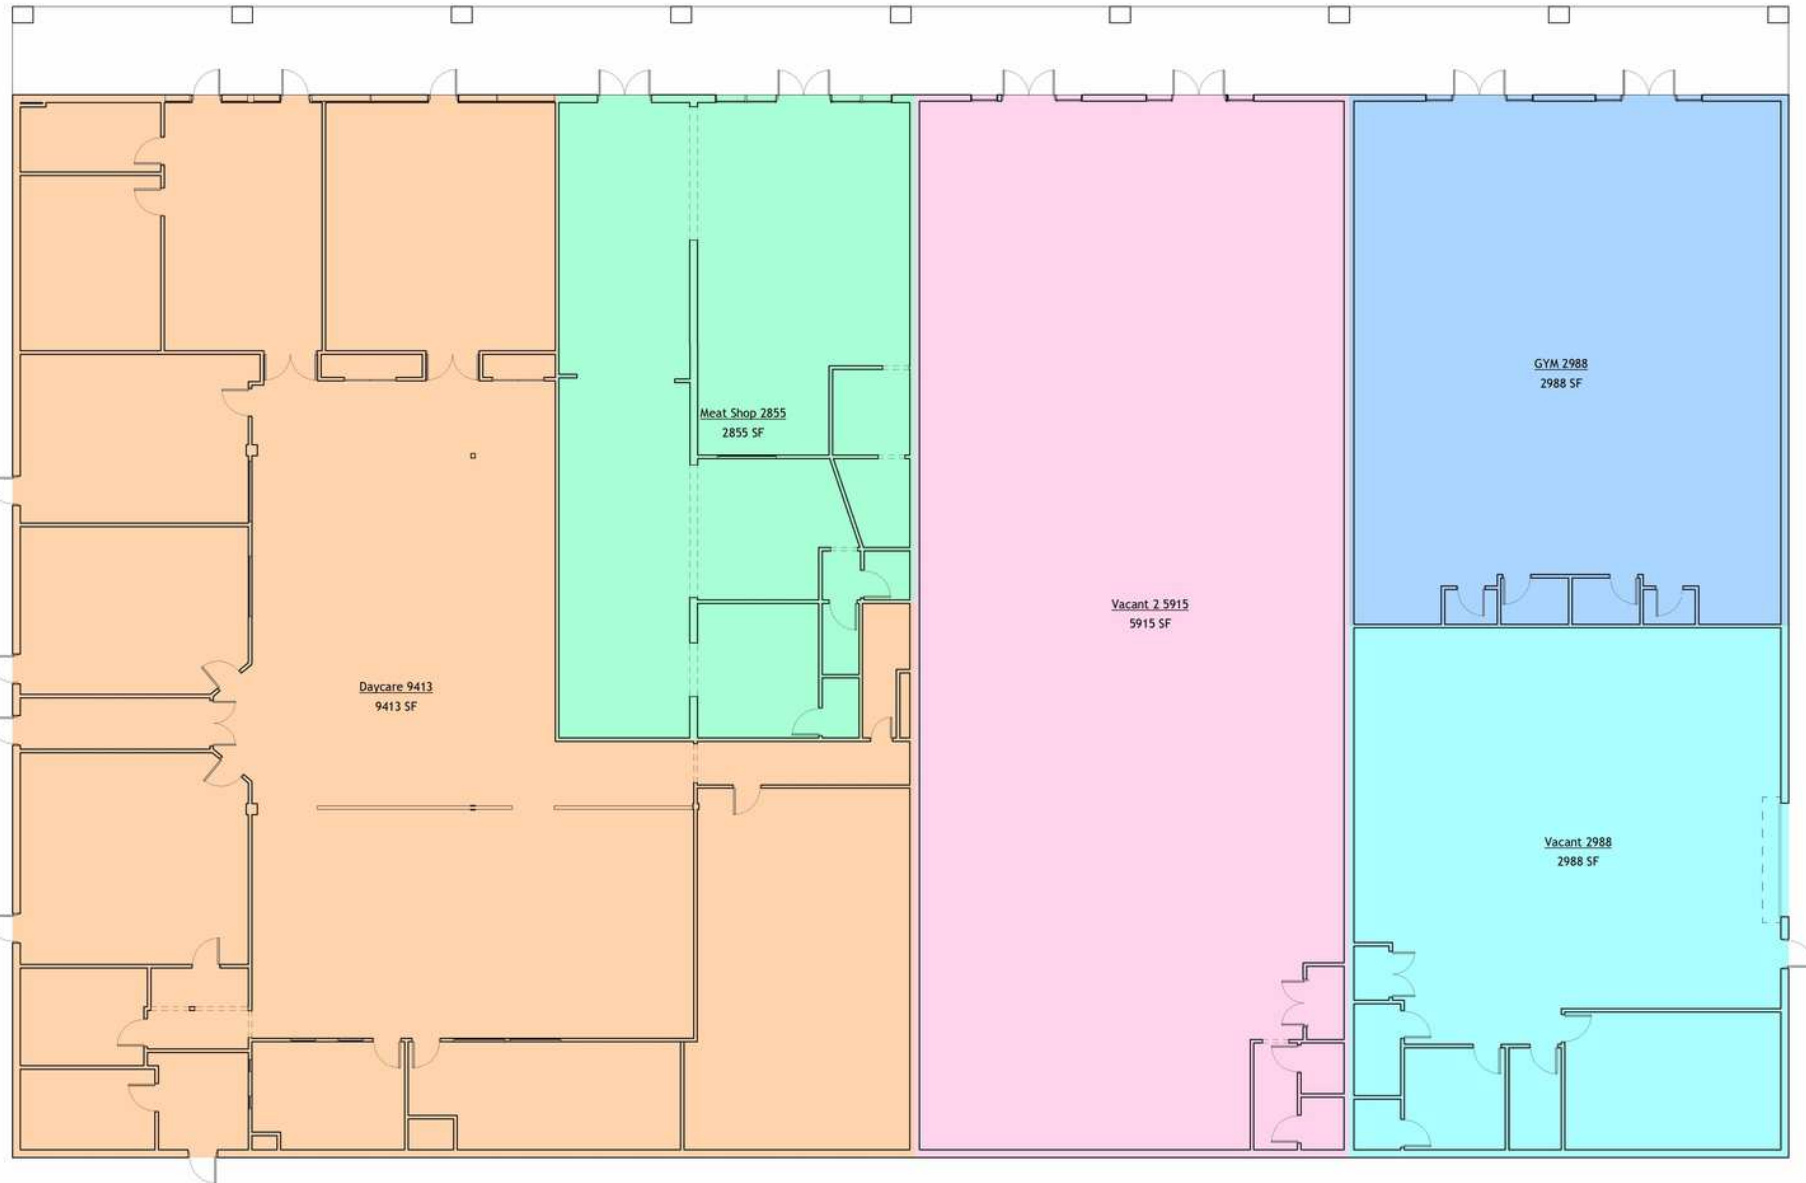 GYM 2988
2988 SF
Meat Shop 2855
2855 SF
Vacant 2 5915
5915 SF
Daycare 9413
9413 SF
Vacant 2988
2988 SF